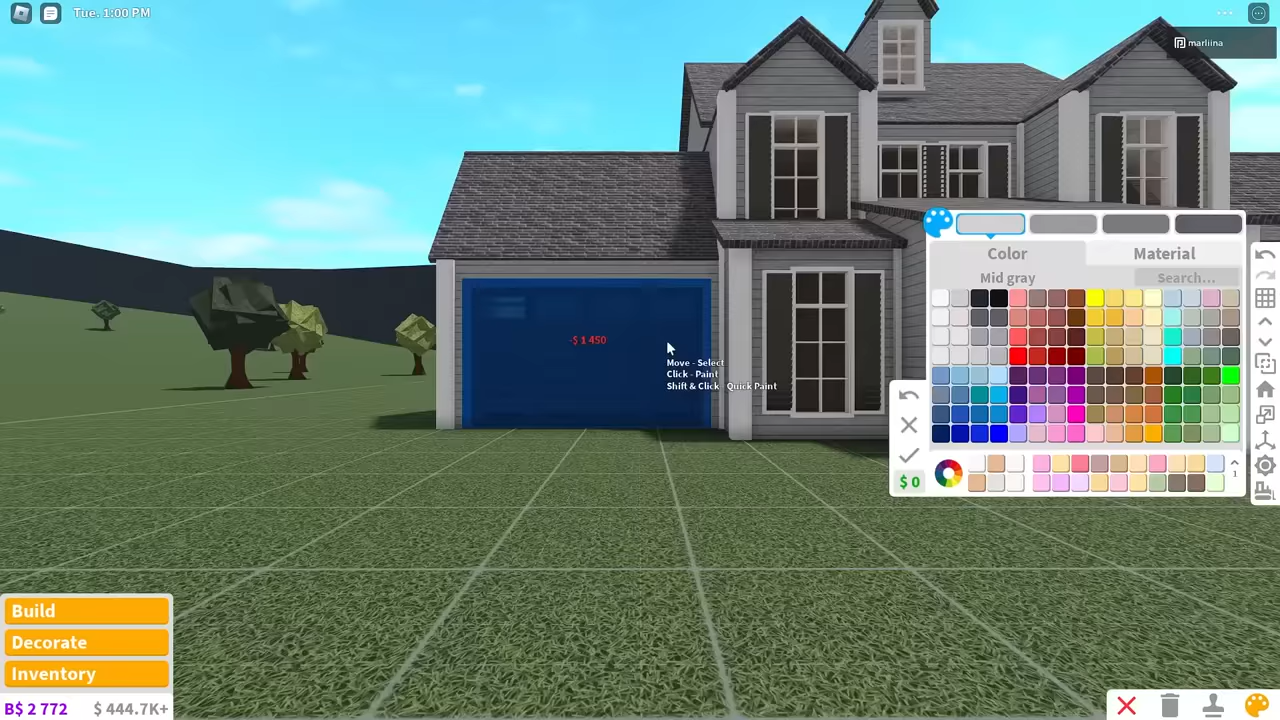 Tue. 1:00 PM
marliina
Color
Material
Mid gray
Search...
-$ 1 450
Move - Select
Click - Paint
Shift & Click - Quick Paint
$ 0
1
Build
Decorate
Inventory
B$ 2 772
$ 444.7K+